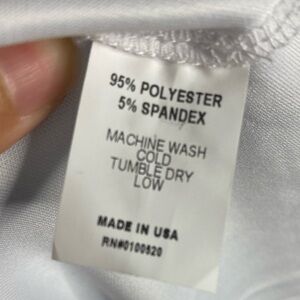 95% POLYESTER
5% SPANDEX
MACHINE WASH
COLD
TUMBLE DRY
LOW
MADE IN USA
RN#0100520